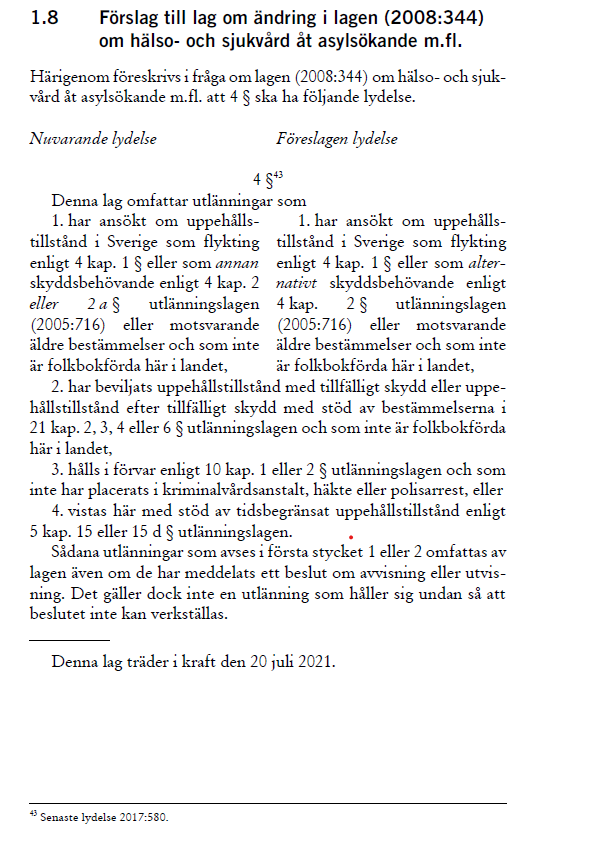 1.8 Förslag till lag om ändring i lagen (2008:344)
om hälso- och sjukvård åt asylsökande m.fl.
Härigenom föreskrivs i fråga om lagen (2008:344) om hälso- och sjuk-
vård åt asylsökande m.fl. att 4 § ska ha följande lydelse.
Nuvarande lydelse
Föreslagen lydelse
4 §43
Denna lag omfattar utlänningar som
1. har ansökt om uppehålls-
tillstånd i Sverige som flykting
enligt 4 kap. 1 § eller som annan
skyddsbehövande enligt 4 kap. 2
eller 2 a § utlänningslagen
(2005:716) eller motsvarande
äldre bestämmelser och som inte
är folkbokförda här i landet,
1. har ansökt om uppehålls-
tillstånd i Sverige som flykting
enligt 4 kap. 1 § eller som alter-
nativt skyddsbehövande enligt
4 kap. 2 § utlänningslagen
(2005:716) eller motsvarande
äldre bestämmelser och som inte
är folkbokförda här i landet,
2. har beviljats uppehållstillstånd med tillfälligt skydd eller uppe-
hållstillstånd efter tillfälligt skydd med stöd av bestämmelserna i
21 kap. 2, 3, 4 eller 6 § utlänningslagen och som inte är folkbokförda
här i landet,
3. hålls i förvar enligt 10 kap. 1 eller 2 § utlänningslagen och som
inte har placerats i kriminalvårdsanstalt, häkte eller polisarrest, eller
4. vistas här med stöd av tidsbegränsat uppehållstillstånd enligt
5 kap. 15 eller 15 d § utlänningslagen.
Sådana utlänningar som avses i första stycket 1 eller 2 omfattas av
lagen även om de har meddelats ett beslut om avvisning eller utvis-
ning. Det gäller dock inte en utlänning som håller sig undan så att
beslutet inte kan verkställas.
Denna lag träder i kraft den 20 juli 2021.
43 Senaste lydelse 2017:580.